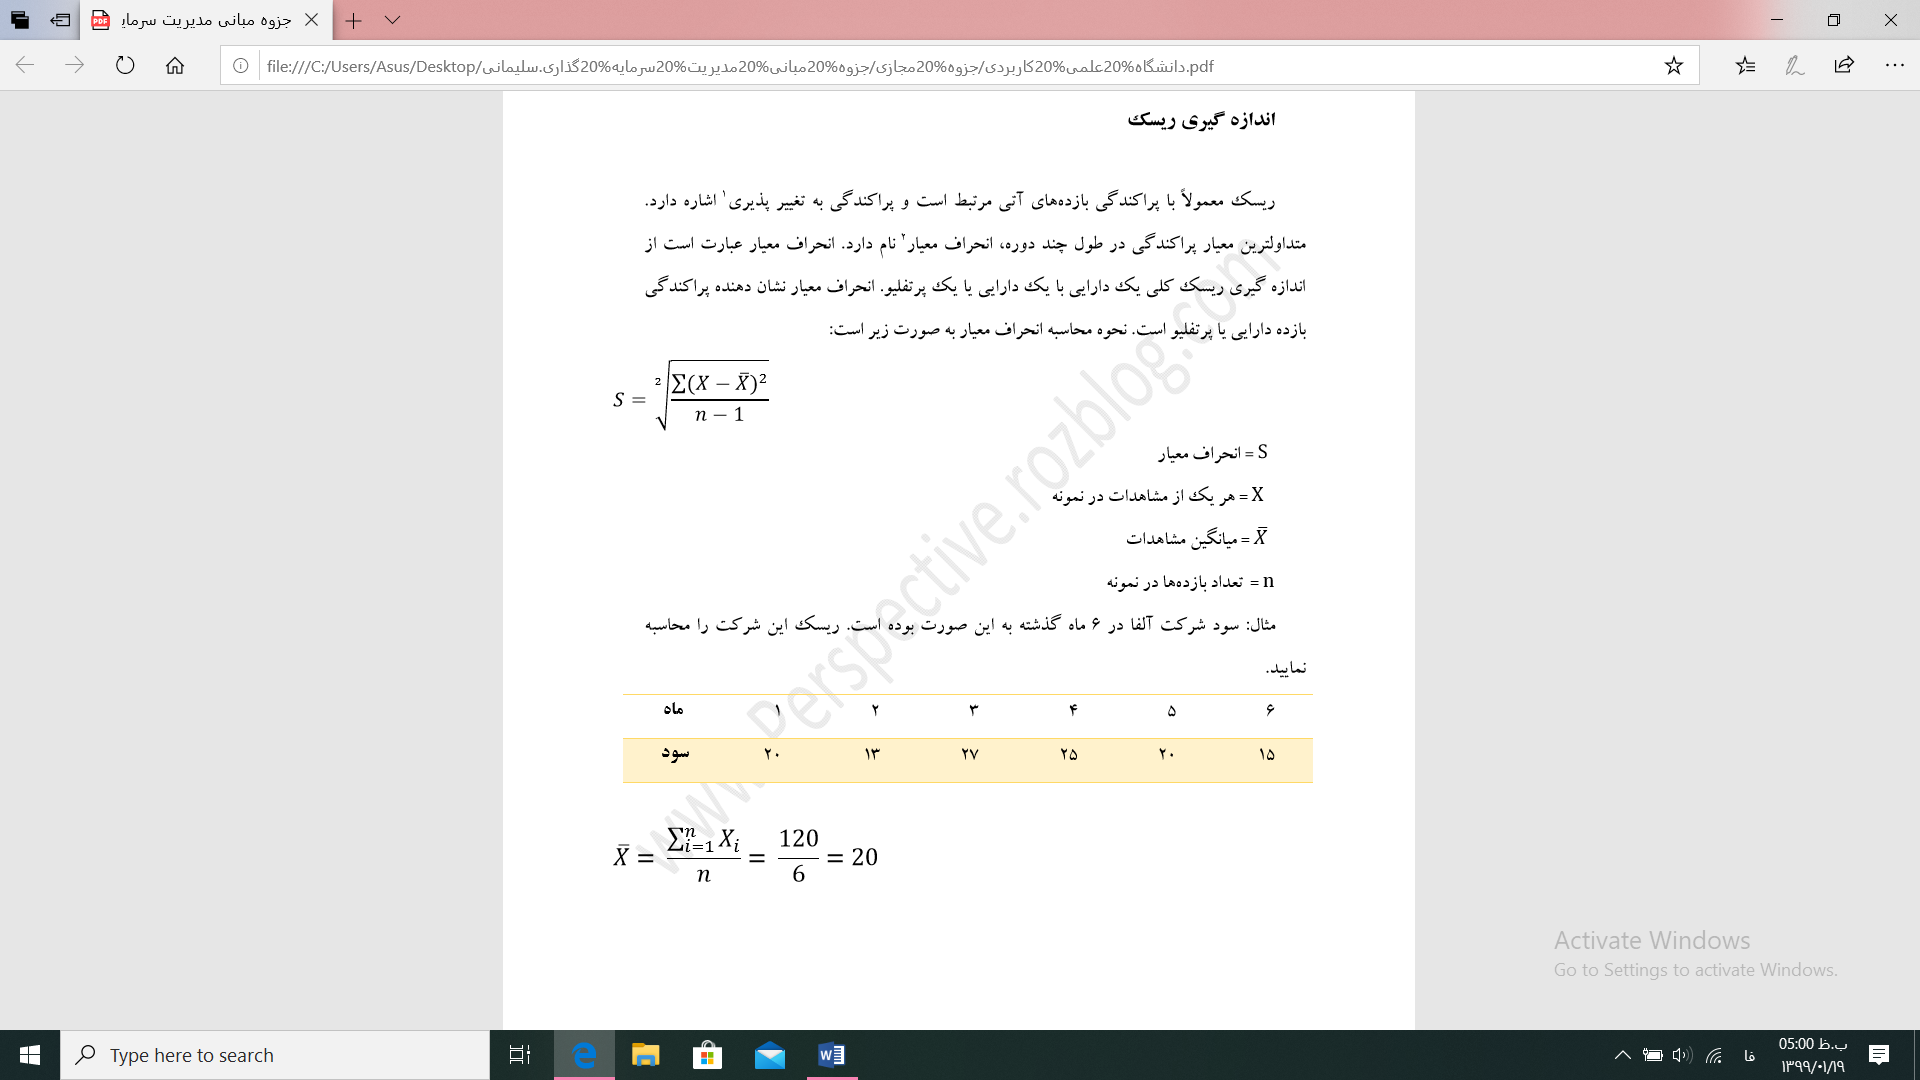 جزوه مبانی مدیریت سرمای
file:///C:/Users/Asus/Desktop/دانشگاه%20علمی%20کاربردی/جزوه%20مجازی/جزوه%20مبانی%20مدیریت%20سرمایه%20گذاری.سلیمانی.pdf
اندازه گیری ریسک
ریسک معمولاً با پراکندگی بازده‌های آتی مرتبط است و پراکندگی به تغییر پذیری۱ اشاره دارد.
متداولترین معیار پراکندگی در طول چند دوره، انحراف معیار۲ نام دارد. انحراف معیار عبارت است از
اندازه گیری ریسک کلی یک دارایی با یک دارایی یا یک پرتفلیو. انحراف معیار نشان دهنده پراکندگی
بازده دارایی یا پرتفلیو است. نحوه محاسبه انحراف معیار به صورت زیر است:
S = ²√(∑(X − X̄)² / (n − 1))
S = انحراف معیار
X = هر یک از مشاهدات در نمونه
X̄ = میانگین مشاهدات
n = تعداد بازده‌ها در نمونه
مثال: سود شرکت آلفا در ۶ ماه گذشته به این صورت بوده است. ریسک این شرکت را محاسبه
نمایید.
ماه ۱ ۲ ۳ ۴ ۵ ۶
سود ۲۰ ۱۳ ۲۷ ۲۵ ۲۰ ۱۵
X̄ = ∑ⁿᵢ₌₁ Xᵢ / n = 120 / 6 = 20
www.Perspective.rozblog.com
Activate Windows
Go to Settings to activate Windows.
Type here to search
فا
05:00 ب.ظ
۱۳۹۹/۰۱/۱۹